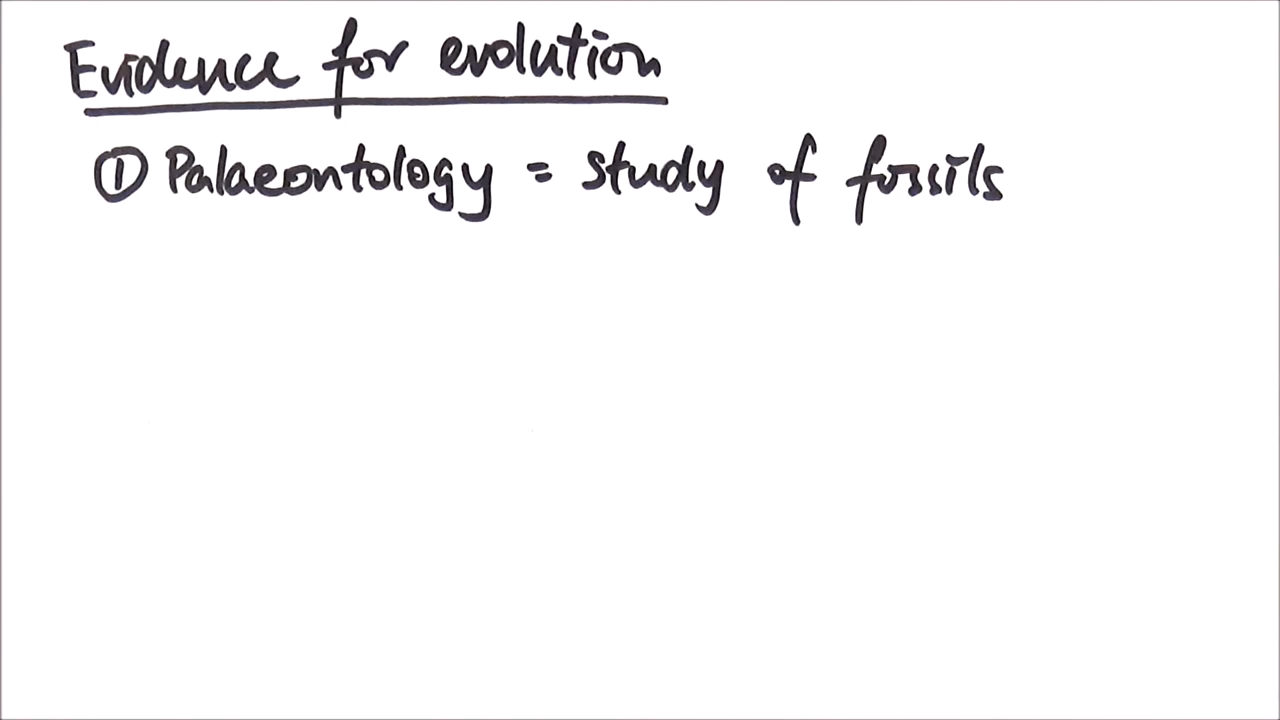 Evidence for evolution
① Palaeontology = study of fossils